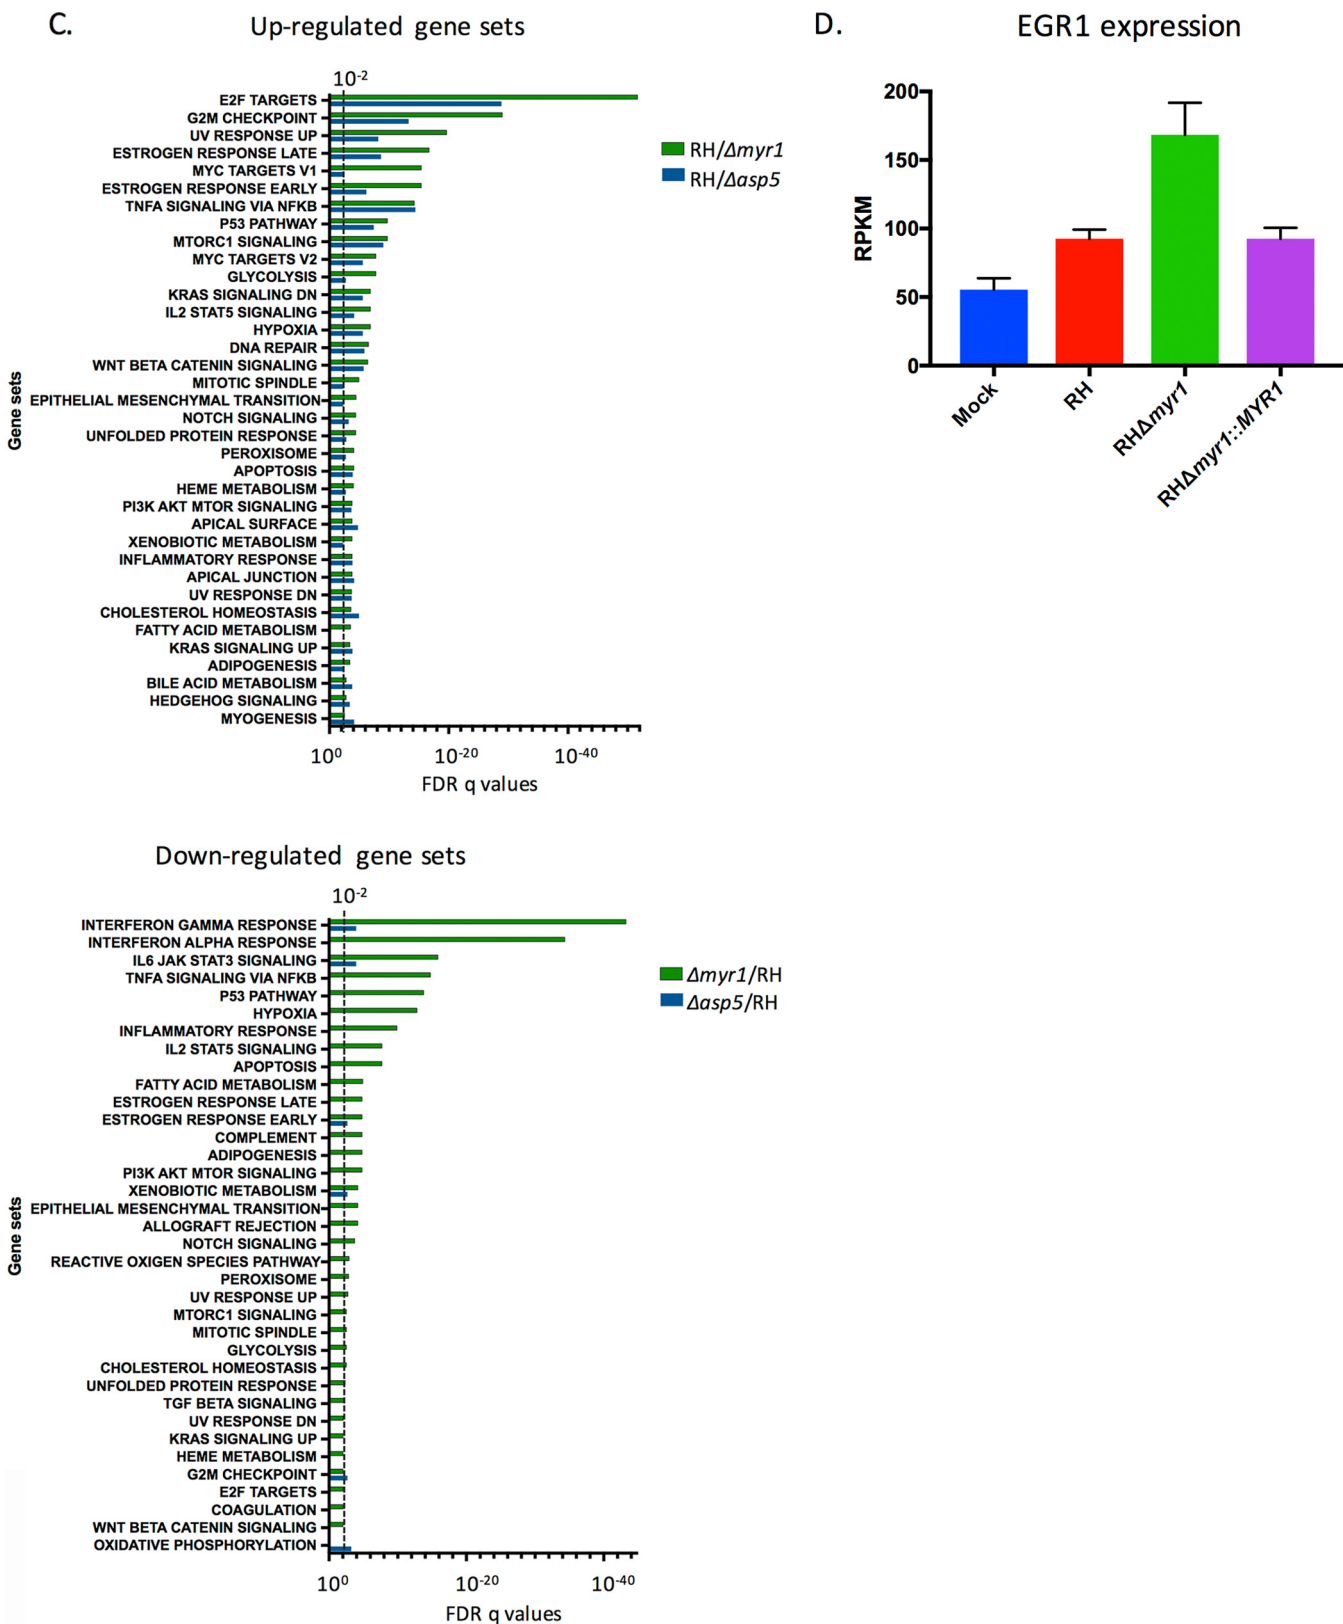 C.
Up-regulated gene sets
10-2
E2F TARGETS
G2M CHECKPOINT
UV RESPONSE UP
ESTROGEN RESPONSE LATE
MYC TARGETS V1
ESTROGEN RESPONSE EARLY
TNFA SIGNALING VIA NFKB
P53 PATHWAY
MTORC1 SIGNALING
MYC TARGETS V2
GLYCOLYSIS
KRAS SIGNALING DN
IL2 STAT5 SIGNALING
HYPOXIA
DNA REPAIR
WNT BETA CATENIN SIGNALING
MITOTIC SPINDLE
EPITHELIAL MESENCHYMAL TRANSITION
NOTCH SIGNALING
UNFOLDED PROTEIN RESPONSE
PEROXISOME
APOPTOSIS
HEME METABOLISM
PI3K AKT MTOR SIGNALING
APICAL SURFACE
XENOBIOTIC METABOLISM
INFLAMMATORY RESPONSE
APICAL JUNCTION
UV RESPONSE DN
CHOLESTEROL HOMEOSTASIS
FATTY ACID METABOLISM
KRAS SIGNALING UP
ADIPOGENESIS
BILE ACID METABOLISM
HEDGEHOG SIGNALING
MYOGENESIS
Gene sets
100 10-20 10-40
FDR q values
RH/Δmyr1
RH/Δasp5
D.
EGR1 expression
200
150
100
50
0
RPKM
Mock
RH
RHΔmyr1
RHΔmyr1::MYR1
Down-regulated gene sets
10-2
INTERFERON GAMMA RESPONSE
INTERFERON ALPHA RESPONSE
IL6 JAK STAT3 SIGNALING
TNFA SIGNALING VIA NFKB
P53 PATHWAY
HYPOXIA
INFLAMMATORY RESPONSE
IL2 STAT5 SIGNALING
APOPTOSIS
FATTY ACID METABOLISM
ESTROGEN RESPONSE LATE
ESTROGEN RESPONSE EARLY
COMPLEMENT
ADIPOGENESIS
PI3K AKT MTOR SIGNALING
XENOBIOTIC METABOLISM
EPITHELIAL MESENCHYMAL TRANSITION
ALLOGRAFT REJECTION
NOTCH SIGNALING
REACTIVE OXIGEN SPECIES PATHWAY
PEROXISOME
UV RESPONSE UP
MTORC1 SIGNALING
MITOTIC SPINDLE
GLYCOLYSIS
CHOLESTEROL HOMEOSTASIS
UNFOLDED PROTEIN RESPONSE
TGF BETA SIGNALING
UV RESPONSE DN
KRAS SIGNALING UP
HEME METABOLISM
G2M CHECKPOINT
E2F TARGETS
COAGULATION
WNT BETA CATENIN SIGNALING
OXIDATIVE PHOSPHORYLATION
Gene sets
100 10-20 10-40
FDR q values
Δmyr1/RH
Δasp5/RH